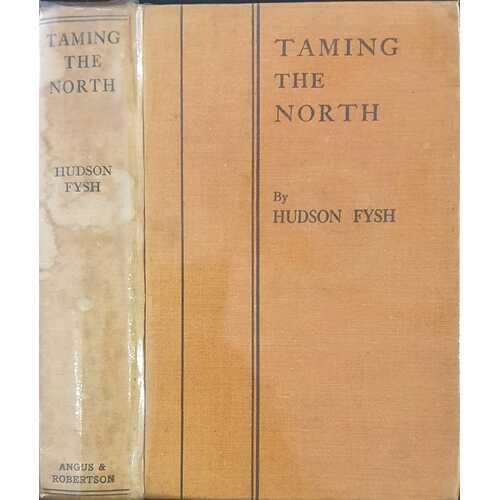 TAMING
THE
NORTH
HUDSON
FYSH
ANGUS &
ROBERTSON
TAMING
THE
NORTH
By
HUDSON FYSH